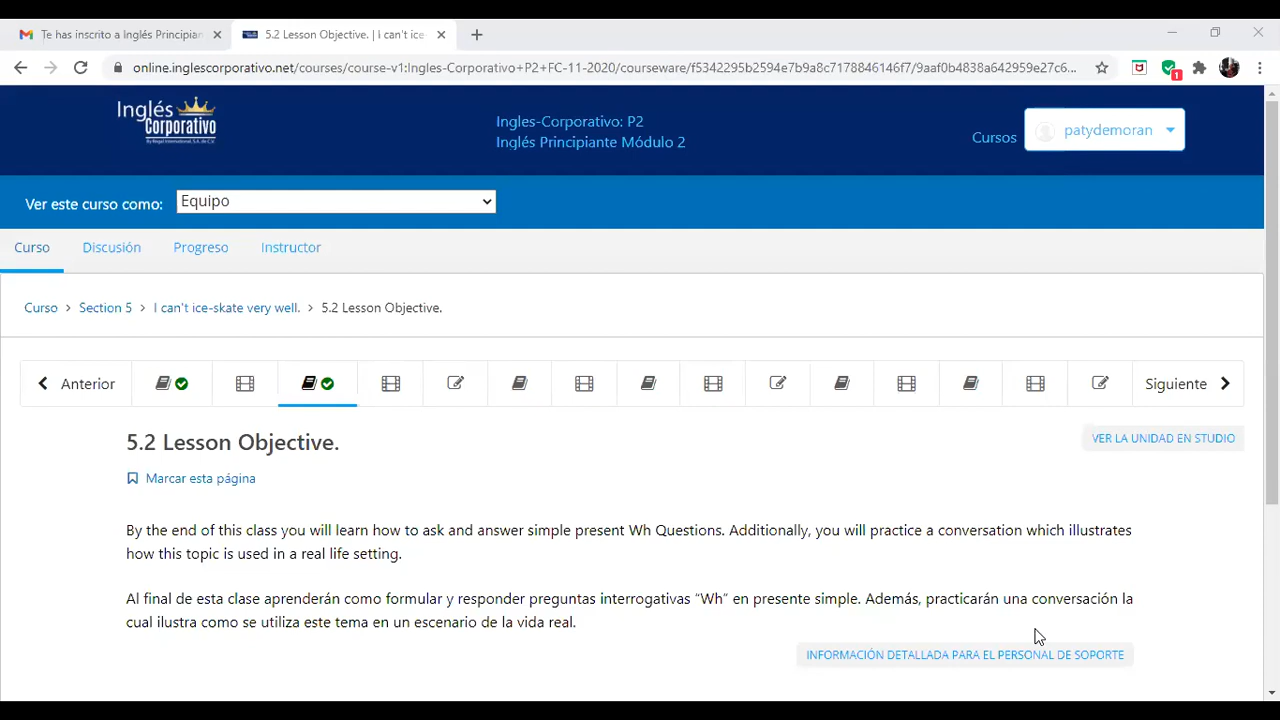 Te has inscrito a Inglés Principian
5.2 Lesson Objective. | I can't ice-
online.inglescorporativo.net/courses/course-v1:Ingles-Corporativo+P2+FC-11-2020/courseware/f5342295b2594e7b9a8c7178846146f7/9aaf0b4838a642959e27c6...
1
Inglés
Corporativo
By Regal International, S.A. de C.V.
Ingles-Corporativo: P2
Inglés Principiante Módulo 2
Cursos
patydemoran
Ver este curso como:
Equipo
Curso
Discusión
Progreso
Instructor
Curso > Section 5 > I can't ice-skate very well. > 5.2 Lesson Objective.
Anterior
Siguiente
5.2 Lesson Objective.
VER LA UNIDAD EN STUDIO
Marcar esta página
By the end of this class you will learn how to ask and answer simple present Wh Questions. Additionally, you will practice a conversation which illustrates
how this topic is used in a real life setting.
Al final de esta clase aprenderán como formular y responder preguntas interrogativas “Wh” en presente simple. Además, practicarán una conversación la
cual ilustra como se utiliza este tema en un escenario de la vida real.
INFORMACIÓN DETALLADA PARA EL PERSONAL DE SOPORTE